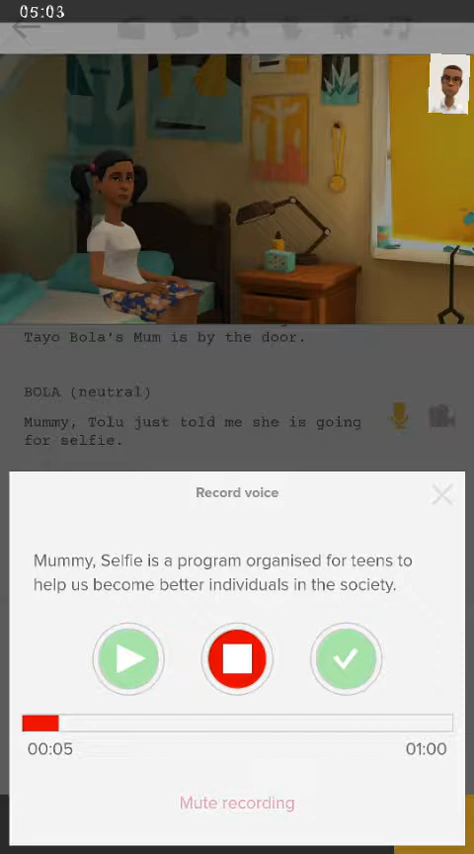 05:03
Tayo Bola's Mum is by the door.
BOLA (neutral)
Mummy, Tolu just told me she is going
for selfie.
Record voice
Mummy, Selfie is a program organised for teens to
help us become better individuals in the society.
00:05 01:00
Mute recording